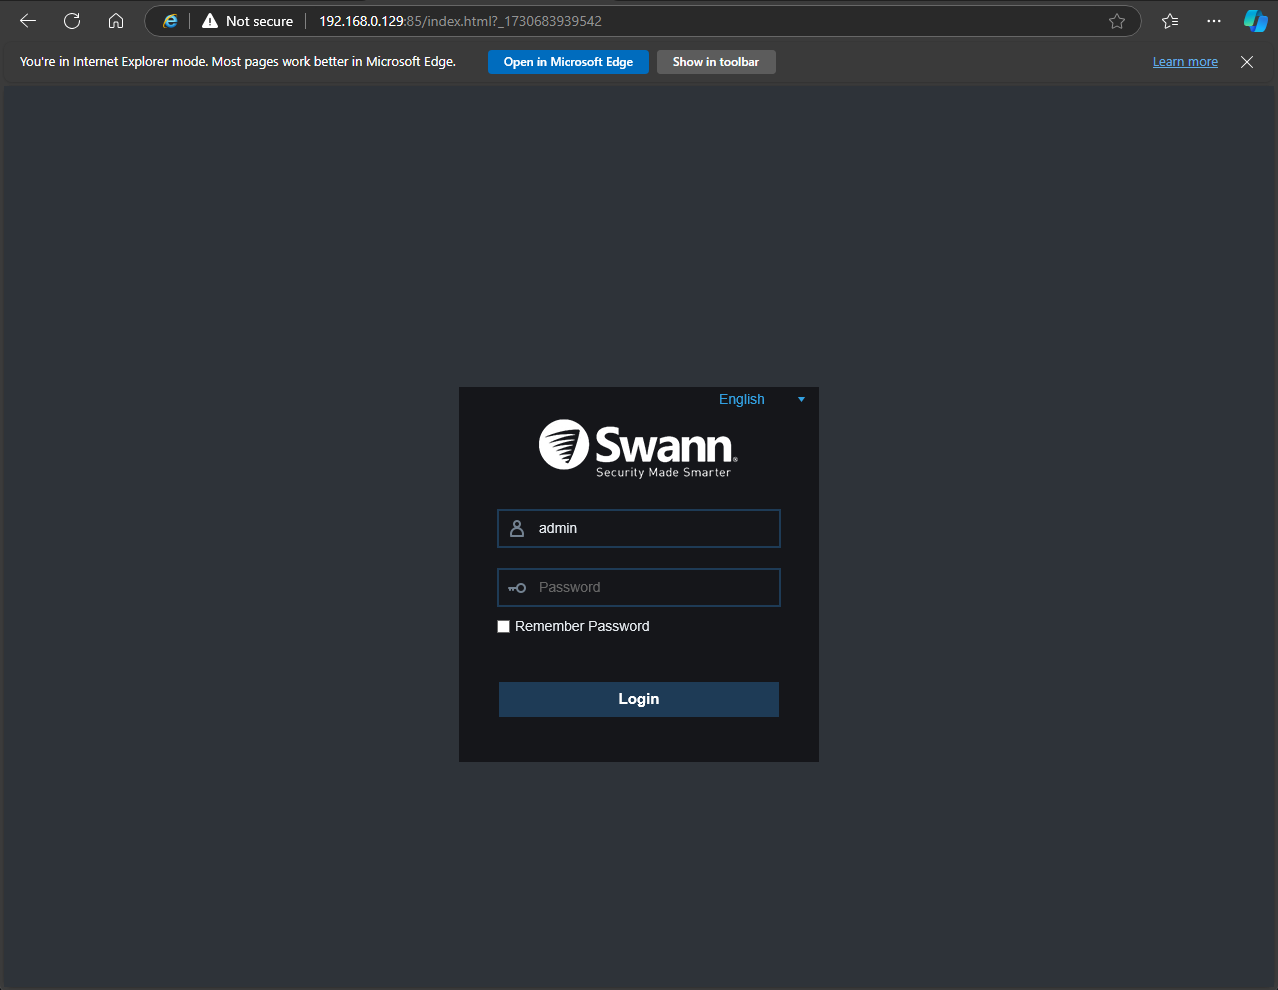 Not secure 192.168.0.129:85/index.html?_1730683939542
You're in Internet Explorer mode. Most pages work better in Microsoft Edge. Open in Microsoft Edge Show in toolbar Learn more
English
Swann®
Security Made Smarter
admin
Password
Remember Password
Login